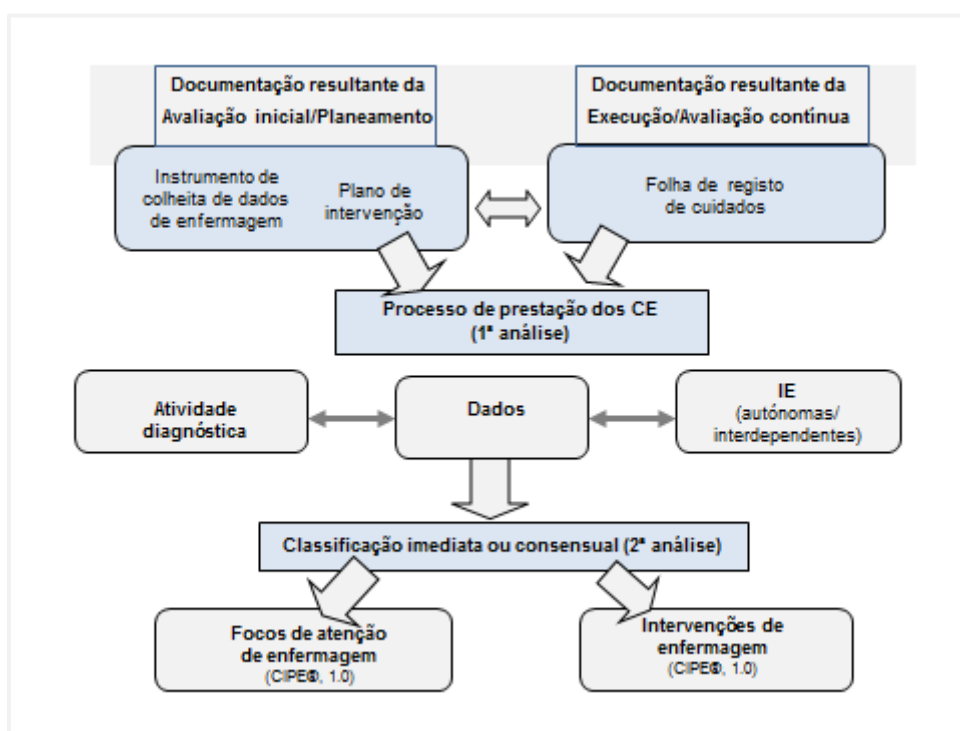 Documentação resultante da
Avaliação inicial/Planeamento
Documentação resultante da
Execução/Avaliação contínua
Instrumento de
colheita de dados
de enfermagem
Plano de
intervenção
Folha de registo
de cuidados
Processo de prestação dos CE
(1ª análise)
Atividade
diagnóstica
Dados
IE
(autónomas/
interdependentes)
Classificação imediata ou consensual (2ª análise)
Focos de atenção
de enfermagem
(CIPE®, 1.0)
Intervenções de
enfermagem
(CIPE®, 1.0)